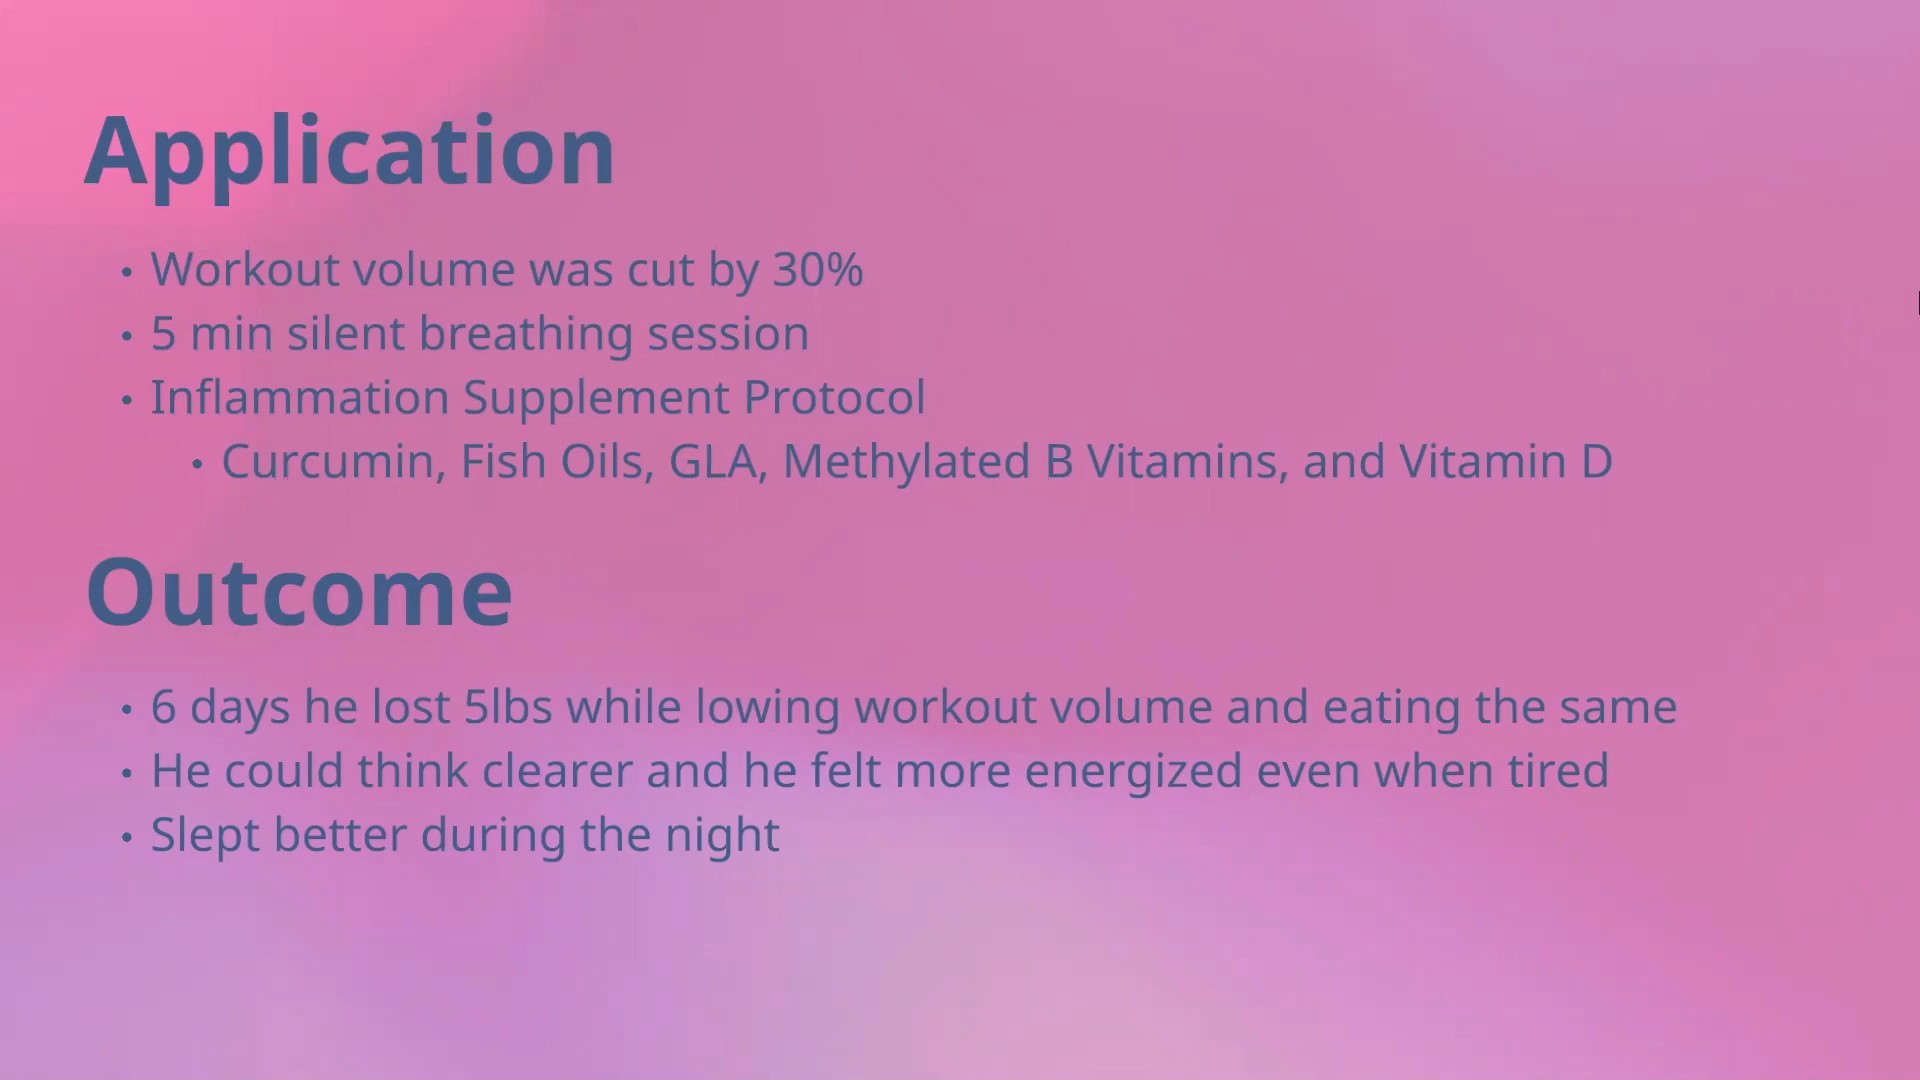 Application
• Workout volume was cut by 30%
• 5 min silent breathing session
• Inflammation Supplement Protocol
• Curcumin, Fish Oils, GLA, Methylated B Vitamins, and Vitamin D
Outcome
• 6 days he lost 5lbs while lowing workout volume and eating the same
• He could think clearer and he felt more energized even when tired
• Slept better during the night